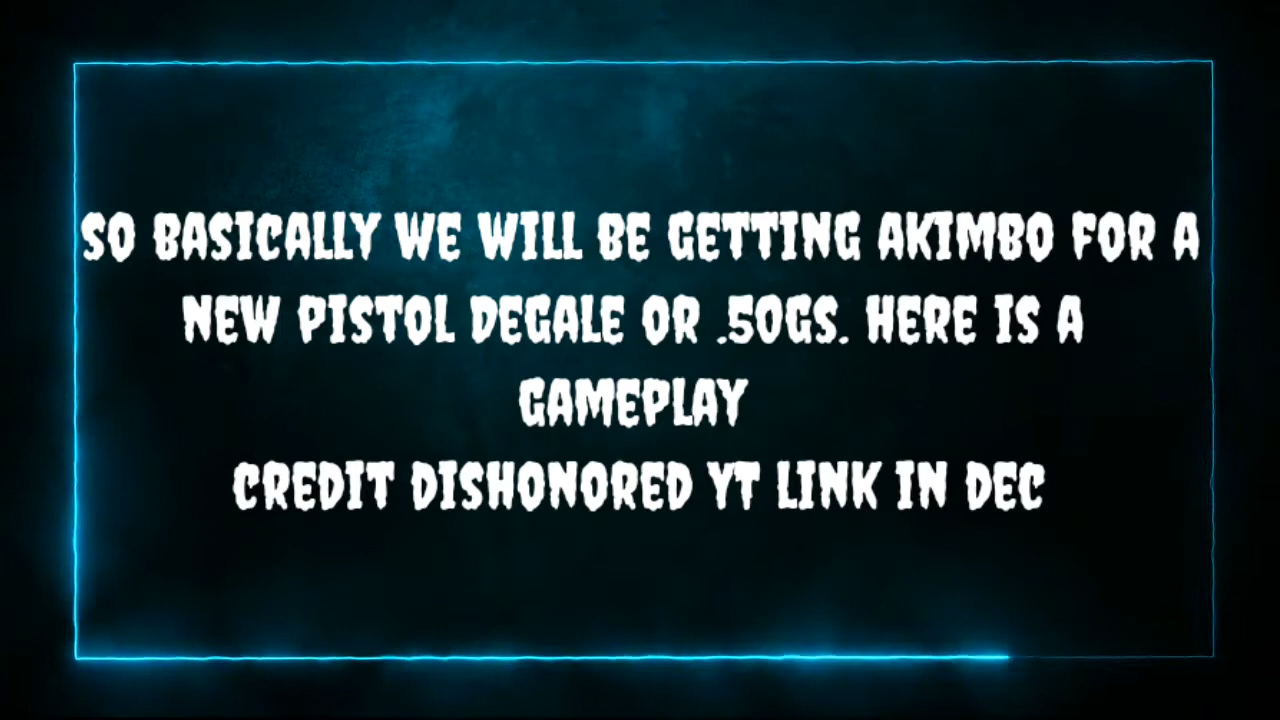 SO BASICALLY WE WILL BE GETTING AKIMBO FOR A
NEW PISTOL DEGALE OR .50GS. HERE IS A
GAMEPLAY
CREDIT DISHONORED YT LINK IN DEC